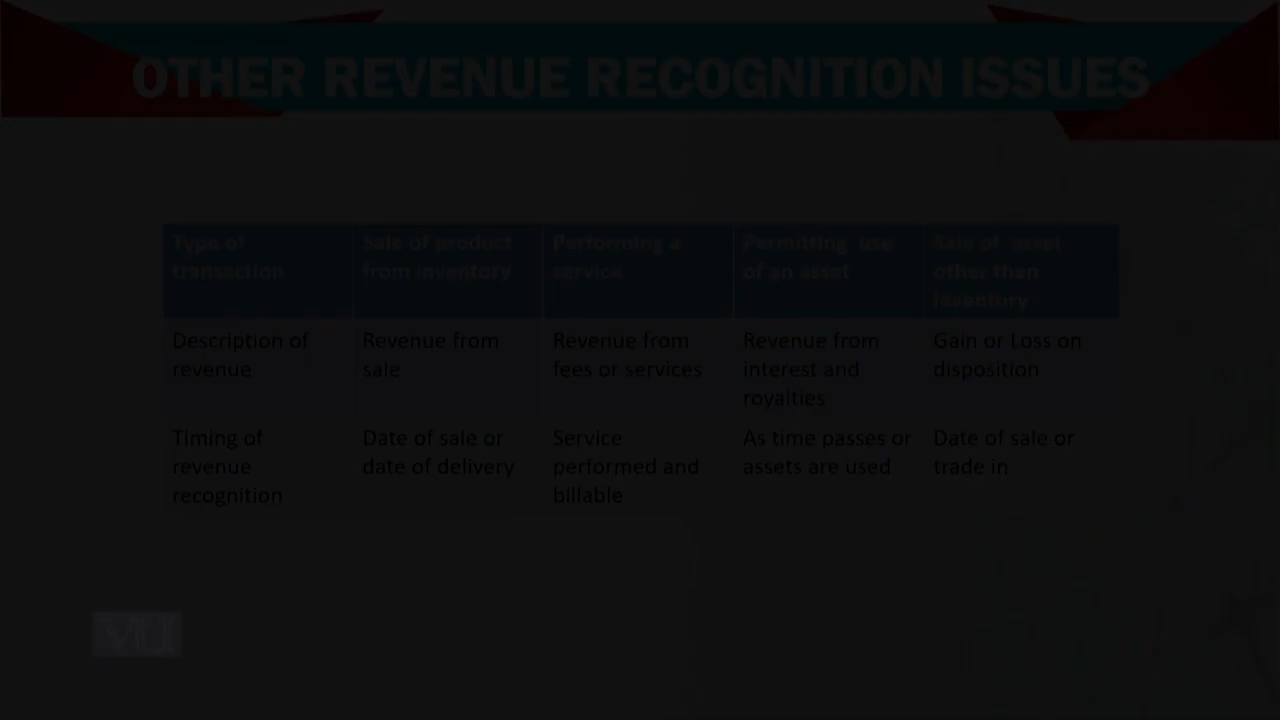 OTHER REVENUE RECOGNITION ISSUES
Type of transaction Sale of product from inventory Performing a service Permitting use of an asset Sale of asset other than inventory
Description of revenue Revenue from sale Revenue from fees or services Revenue from interest and royalties Gain or Loss on disposition
Timing of revenue recognition Date of sale or date of delivery Service performed and billable As time passes or assets are used Date of sale or trade in
VU